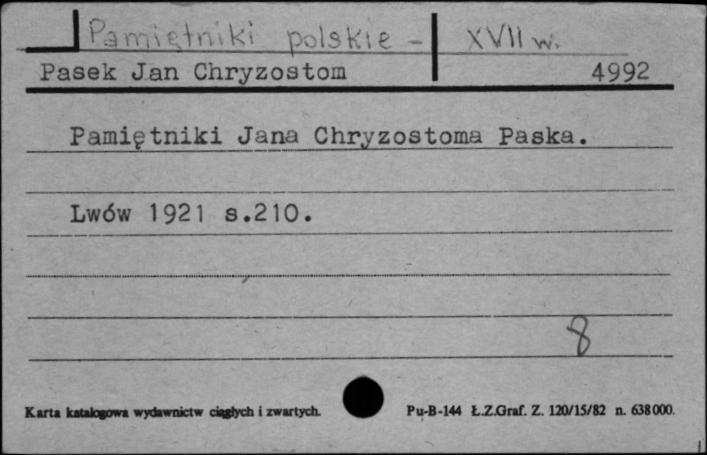 Pamiętniki polskie - XVII w.
Pasek Jan Chryzostom 4992
Pamiętniki Jana Chryzostoma Paska.
Lwów 1921 s.210.
8
Karta katalogowa wydawnictw ciągłych i zwartych. Pu-B-144 Ł.Z.Graf. Z. 120/15/82 n. 638000.